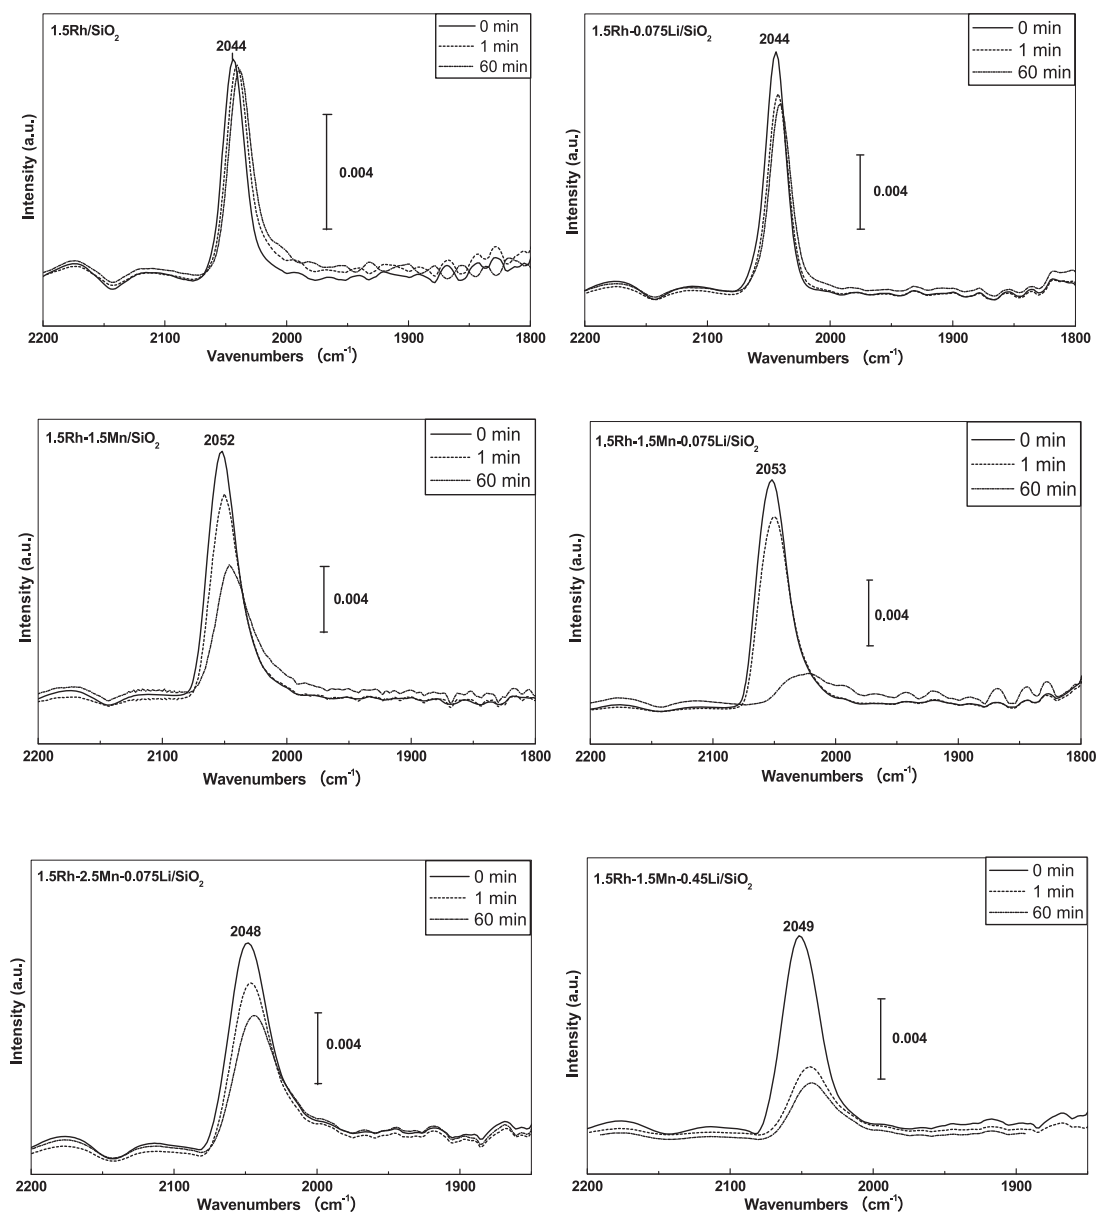 1.5Rh/SiO₂
2044
0 min
1 min
60 min
0.004
Intensity (a.u.)
2200 2100 2000 1900 1800
Vavenumbers (cm⁻¹)
1.5Rh-0.075Li/SiO₂
2044
0 min
1 min
60 min
0.004
Intensity (a.u.)
2200 2100 2000 1900 1800
Wavenumbers (cm⁻¹)
1.5Rh-1.5Mn/SiO₂
2052
0 min
1 min
60 min
0.004
Intensity (a.u.)
2200 2100 2000 1900 1800
Wavenumbers (cm⁻¹)
1.5Rh-1.5Mn-0.075Li/SiO₂
2053
0 min
1 min
60 min
0.004
Intensity (a.u.)
2200 2100 2000 1900 1800
Wavenumbers (cm⁻¹)
1.5Rh-2.5Mn-0.075Li/SiO₂
2048
0 min
1 min
60 min
0.004
Intensity (a.u.)
2200 2100 2000 1900
Wavenumbers (cm⁻¹)
1.5Rh-1.5Mn-0.45Li/SiO₂
2049
0 min
1 min
60 min
0.004
Intensity (a.u.)
2200 2100 2000 1900
Wavenumbers (cm⁻¹)